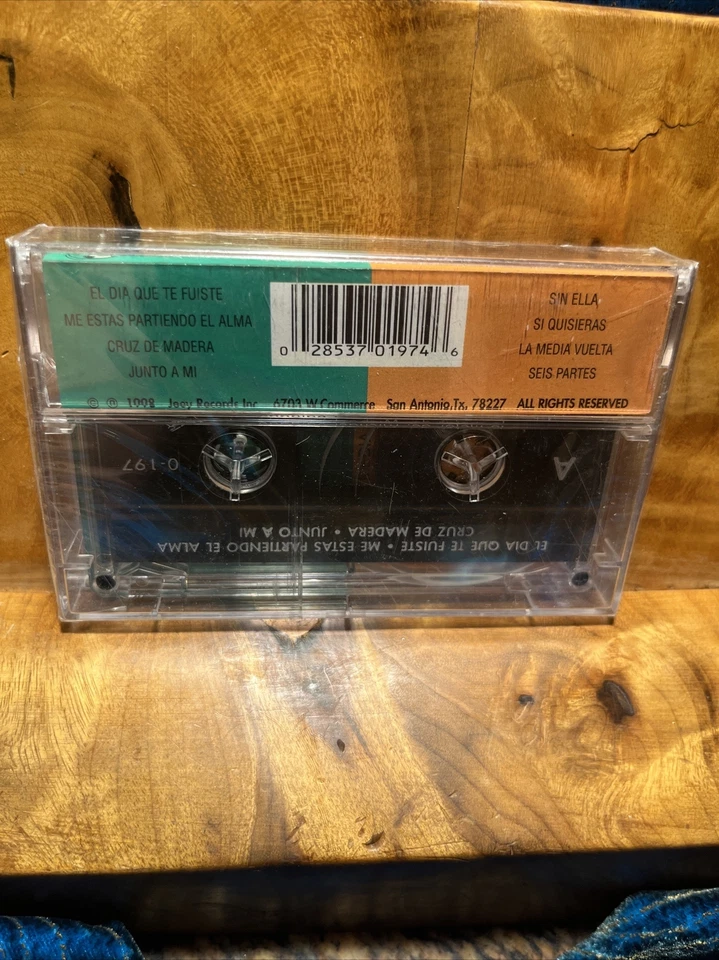 EL DIA QUE TE FUISTE
ME ESTAS PARTIENDO EL ALMA
CRUZ DE MADERA
JUNTO A MI
0 28537 01974 6
SIN ELLA
SI QUISIERAS
LA MEDIA VUELTA
SEIS PARTES
© ℗ 1998 Joey Records Inc. 6703 W. Commerce San Antonio, Tx. 78227 ALL RIGHTS RESERVED
A
0-197
EL DIA QUE TE FUISTE • ME ESTAS PARTIENDO EL ALMA
CRUZ DE MADERA • JUNTO A MI